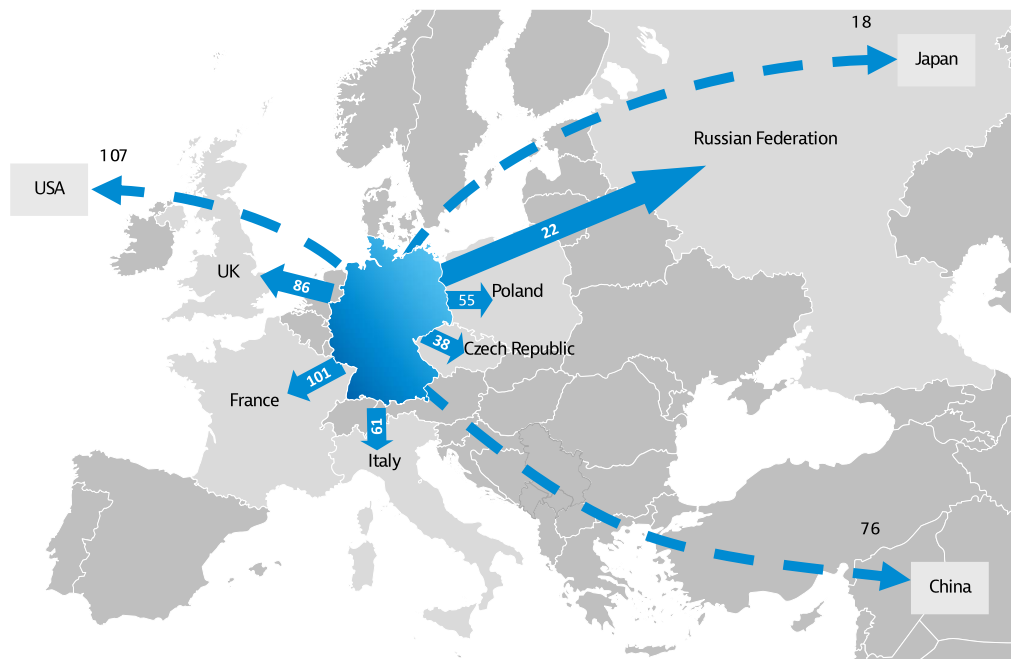 18
Japan
Russian Federation
107
USA
22
UK
86
55
Poland
38
Czech Republic
101
France
61
Italy
76
China